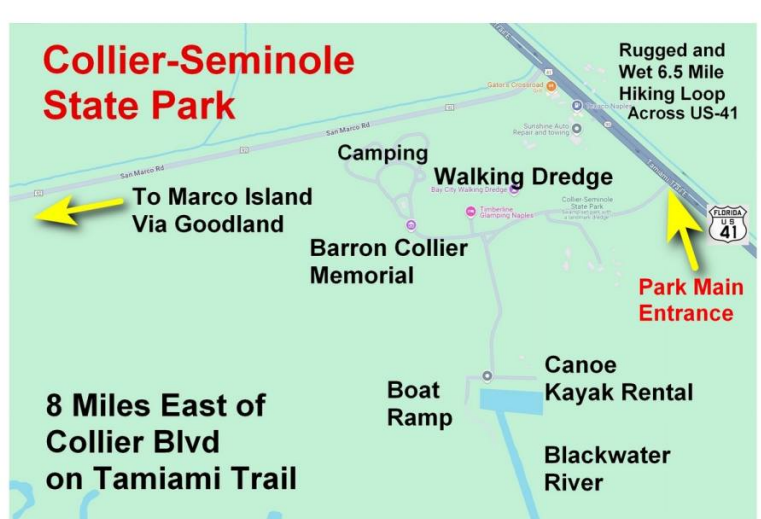 Collier-Seminole
State Park
Rugged and
Wet 6.5 Mile
Hiking Loop
Across US-41
Gators Crossroad
Sunshine Auto
Repair and towing
San Marco Rd
San Marco Rd
Camping
Walking Dredge
Bay City Walking Dredge
Tamiami Trl E
Collier-Seminole
State Park
Timberline
Glamping Naples
To Marco Island
Via Goodland
FLORIDA
US
41
Barron Collier
Memorial
Park Main
Entrance
Canoe
Kayak Rental
Boat
Ramp
8 Miles East of
Collier Blvd
on Tamiami Trail
Blackwater
River